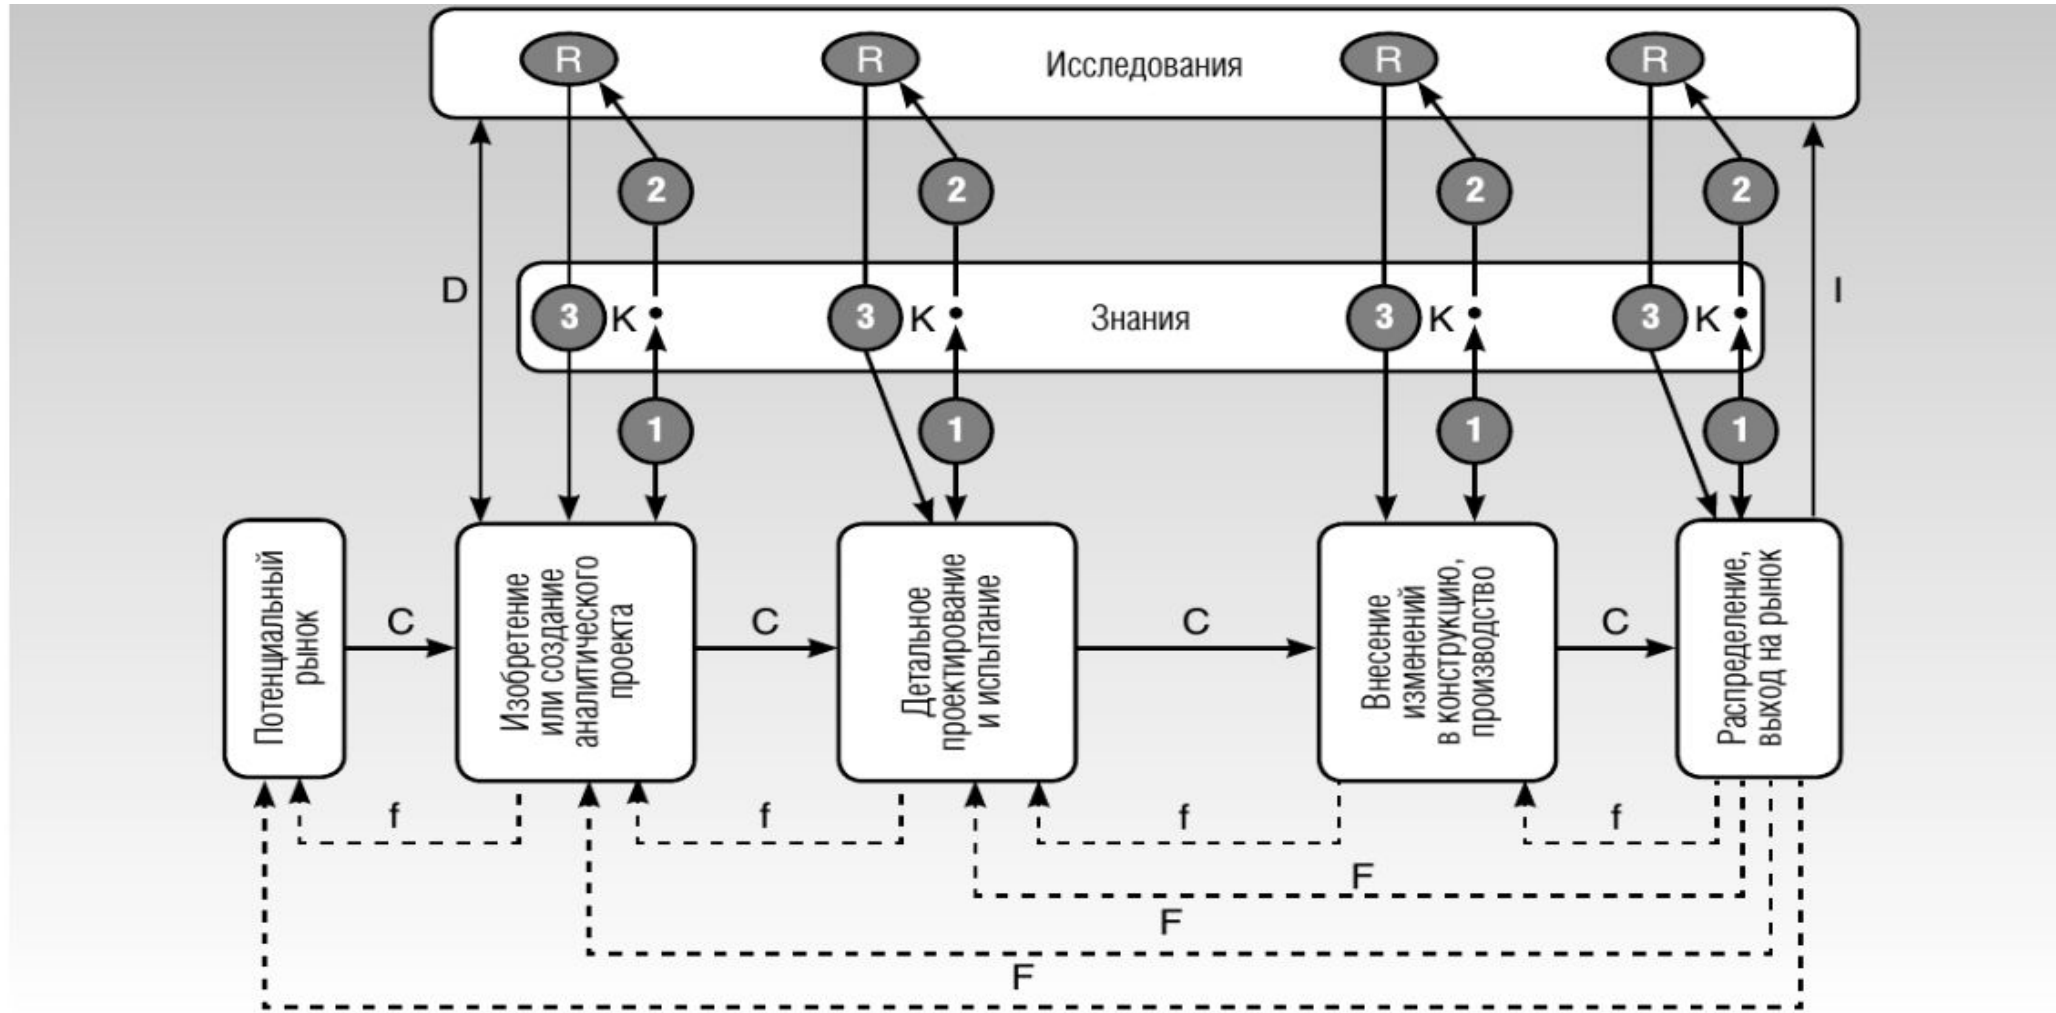 R
R
Исследования
R
R
2
2
2
2
D
I
3
K
3
K
Знания
3
K
3
K
1
1
1
1
Потенциальный
рынок
C
Изобретение
или создание
аналитического
проекта
C
Детальное
проектирование
и испытание
C
Внесение
изменений
в конструкцию,
производство
C
Распределение,
выход на рынок
f
f
f
f
F
F
F